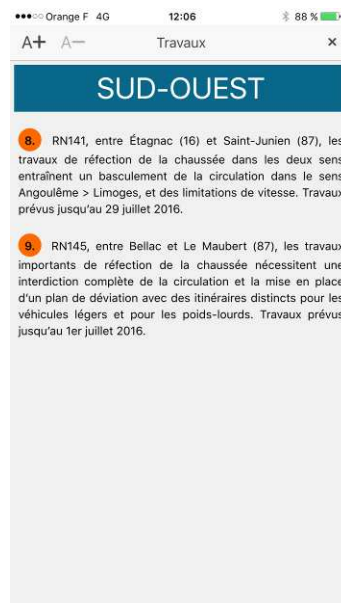 Orange F 4G 12:06 88 %
A+ A− Travaux ×
SUD-OUEST
8. RN141, entre Étagnac (16) et Saint-Junien (87), les
travaux de réfection de la chaussée dans les deux sens
entraînent un basculement de la circulation dans le sens
Angoulême > Limoges, et des limitations de vitesse. Travaux
prévus jusqu'au 29 juillet 2016.
9. RN145, entre Bellac et Le Maubert (87), les travaux
importants de réfection de la chaussée nécessitent une
interdiction complète de la circulation et la mise en place
d'un plan de déviation avec des itinéraires distincts pour les
véhicules légers et pour les poids-lourds. Travaux prévus
jusqu'au 1er juillet 2016.